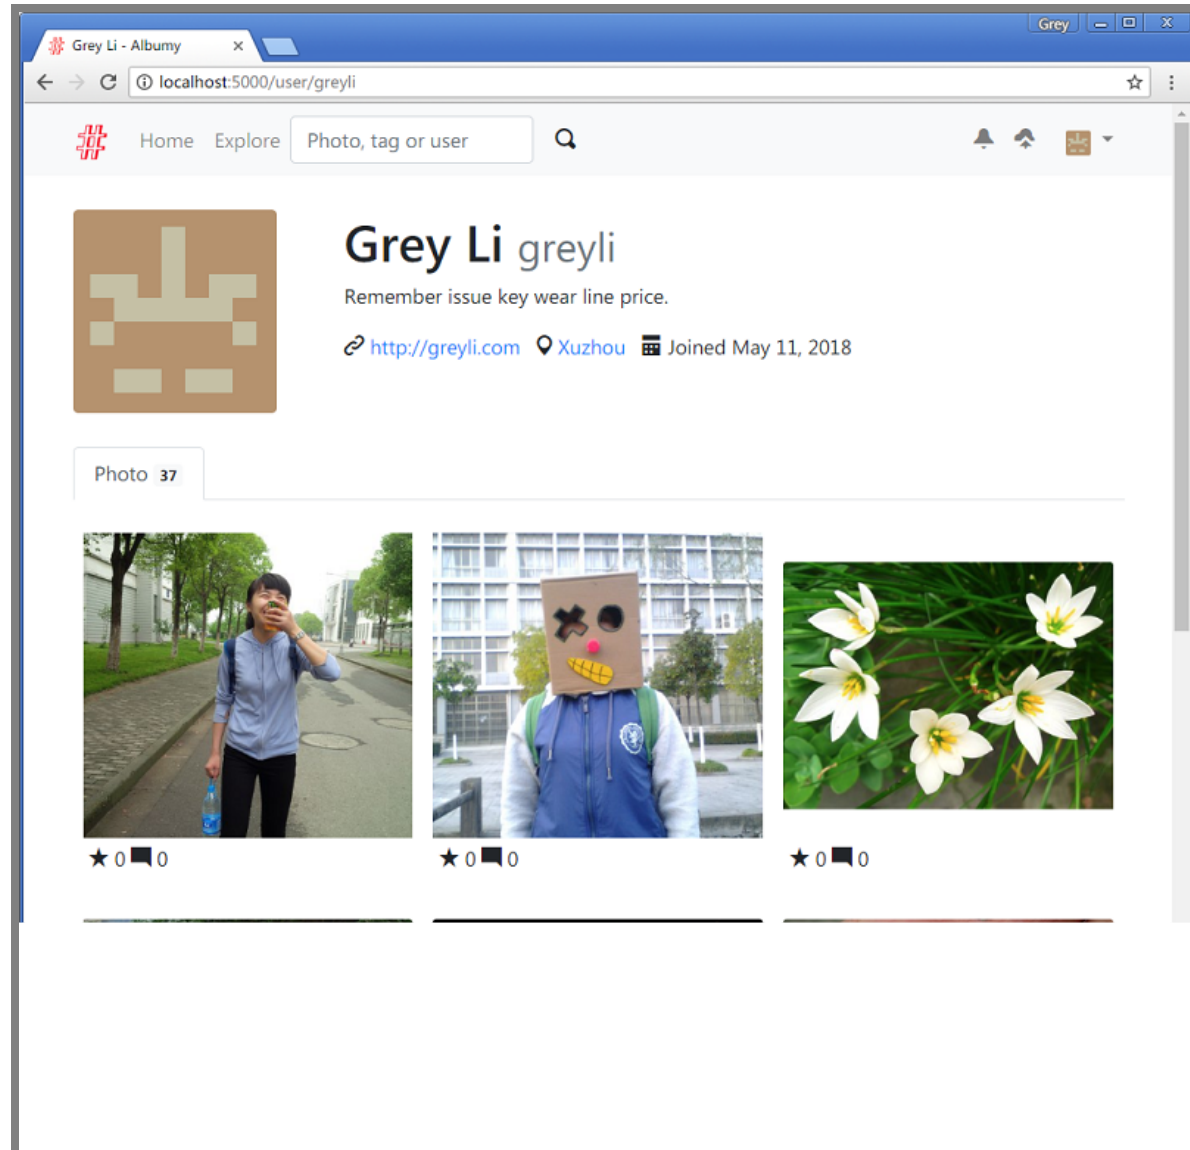 Grey
Grey Li - Albumy
localhost:5000/user/greyli
Home Explore Photo, tag or user
Grey Li greyli
Remember issue key wear line price.
http://greyli.com Xuzhou Joined May 11, 2018
Photo 37
0 0 0 0 0 0